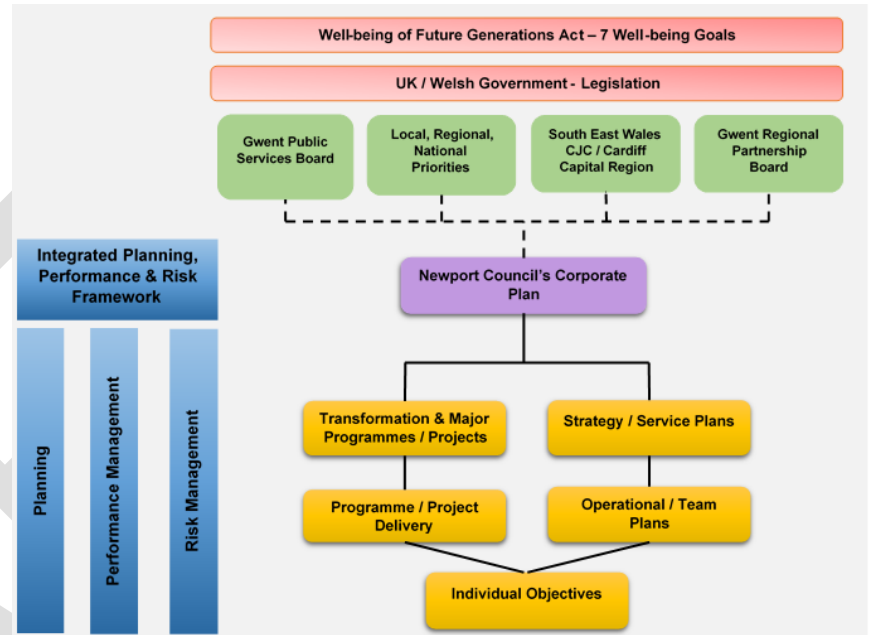 Well-being of Future Generations Act – 7 Well-being Goals
UK / Welsh Government - Legislation
Gwent Public
Services Board
Local, Regional,
National
Priorities
South East Wales
CJC / Cardiff
Capital Region
Gwent Regional
Partnership
Board
Integrated Planning,
Performance & Risk
Framework
Newport Council's Corporate
Plan
Planning
Performance Management
Risk Management
Transformation & Major
Programmes / Projects
Strategy / Service Plans
Programme / Project
Delivery
Operational / Team
Plans
Individual Objectives